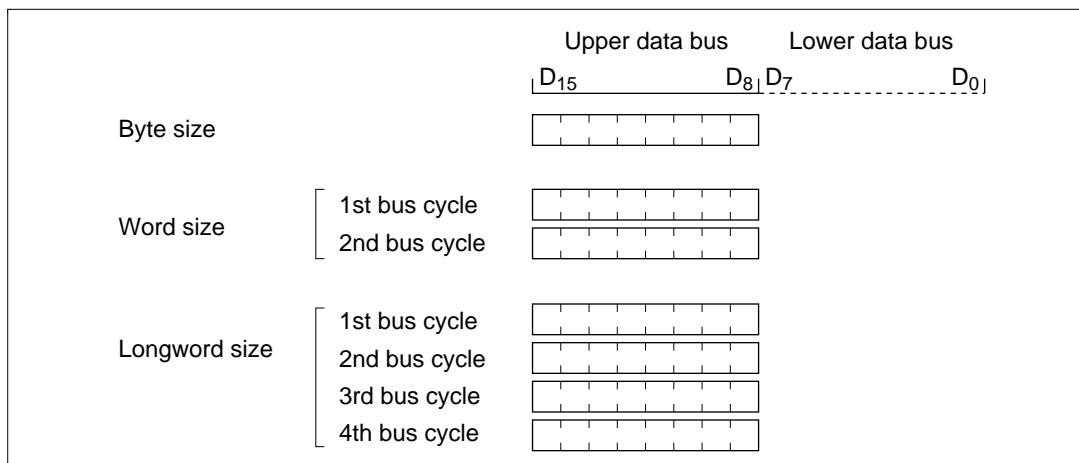 Upper data bus Lower data bus
D15 D8 D7 D0
Byte size
1st bus cycle
Word size
2nd bus cycle
1st bus cycle
Longword size
2nd bus cycle
3rd bus cycle
4th bus cycle